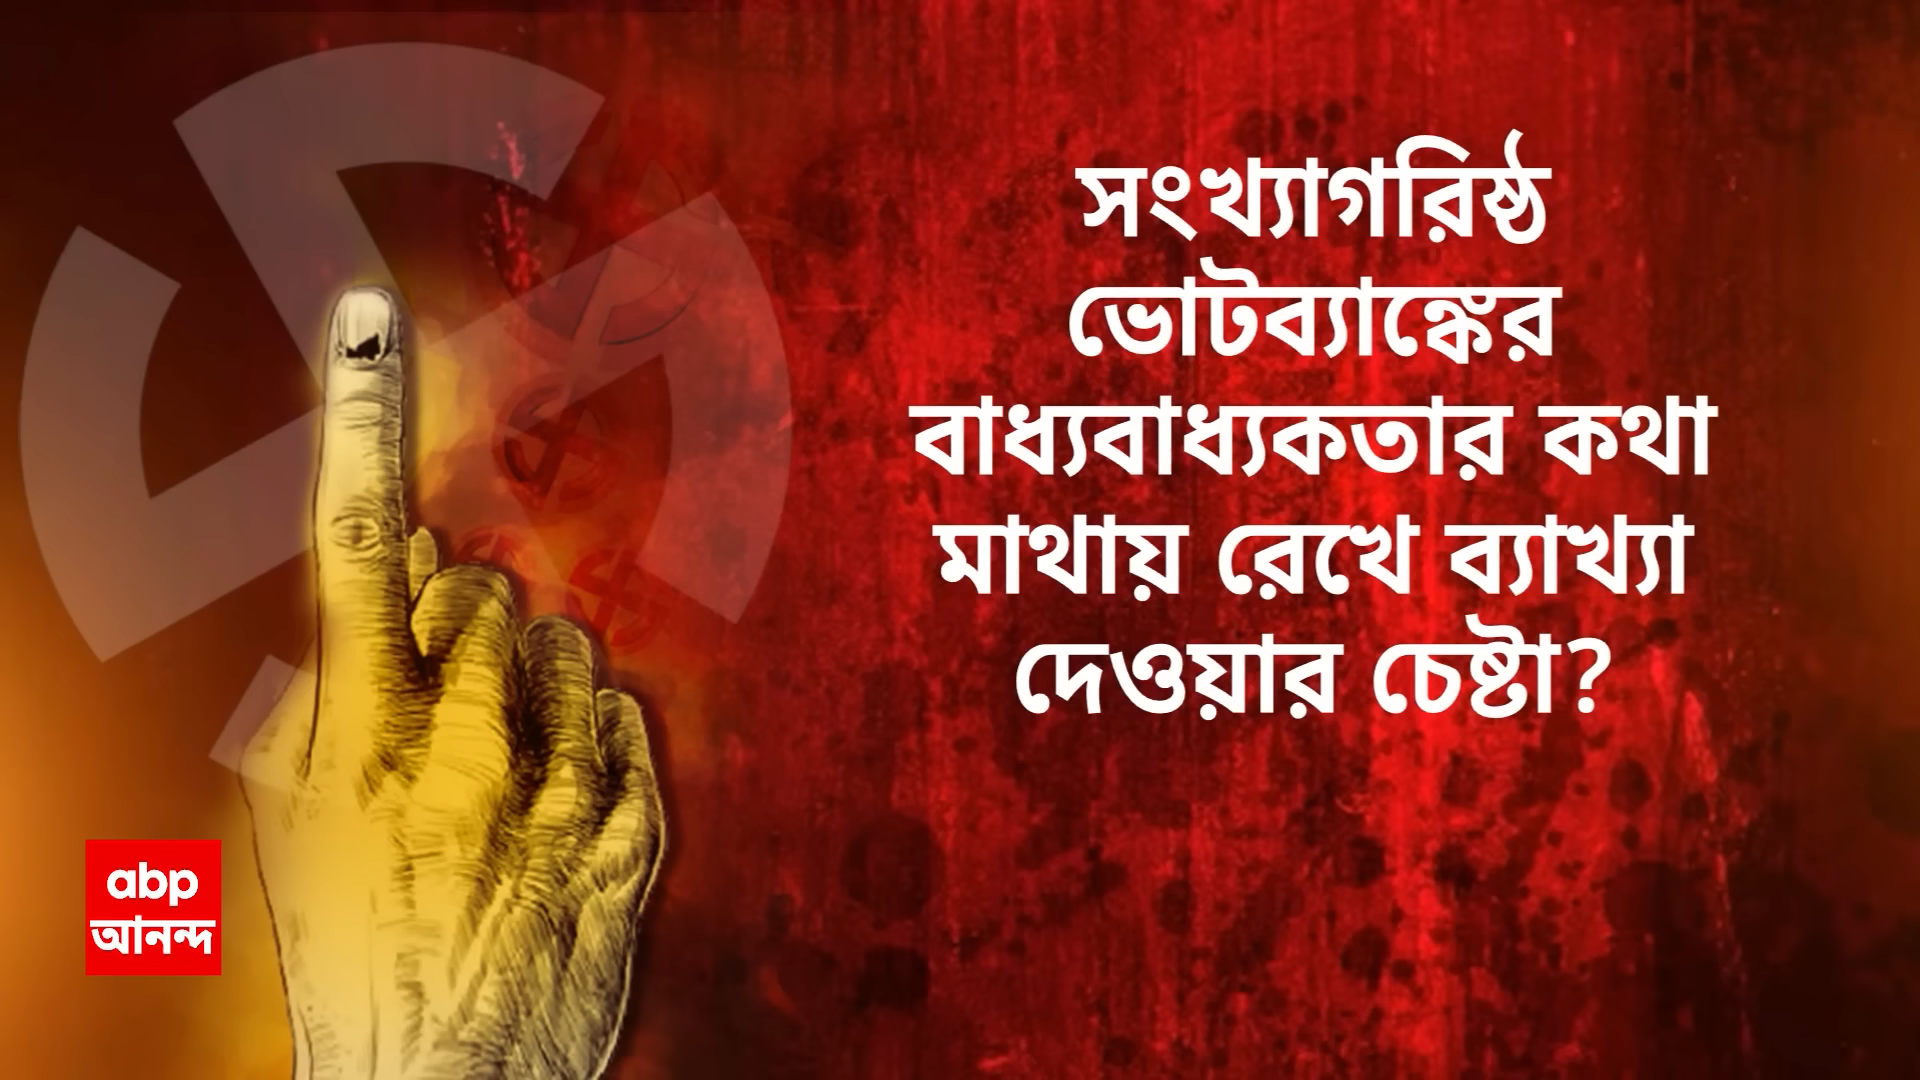 সংখ্যাগরিষ্ঠ
ভোটব্যাঙ্কের
বাধ্যবাধ্যকতার কথা
মাথায় রেখে ব্যাখ্যা
দেওয়ার চেষ্টা?
abp
আনন্দ